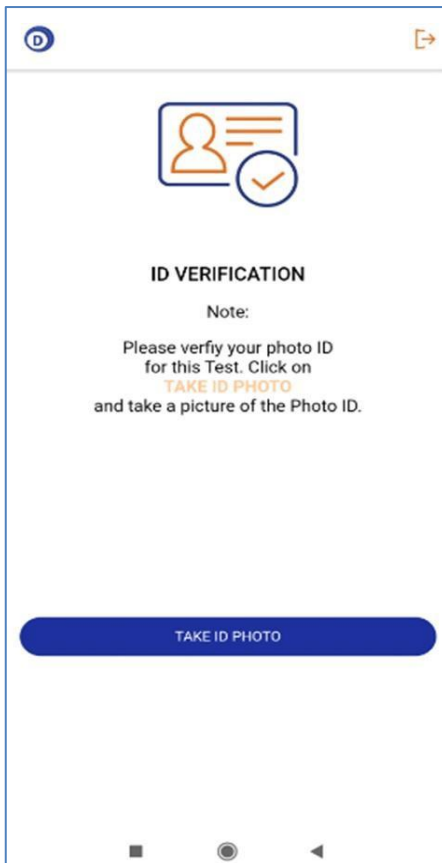 D
ID VERIFICATION
Note:
Please verfiy your photo ID
for this Test. Click on
TAKE ID PHOTO
and take a picture of the Photo ID.
TAKE ID PHOTO